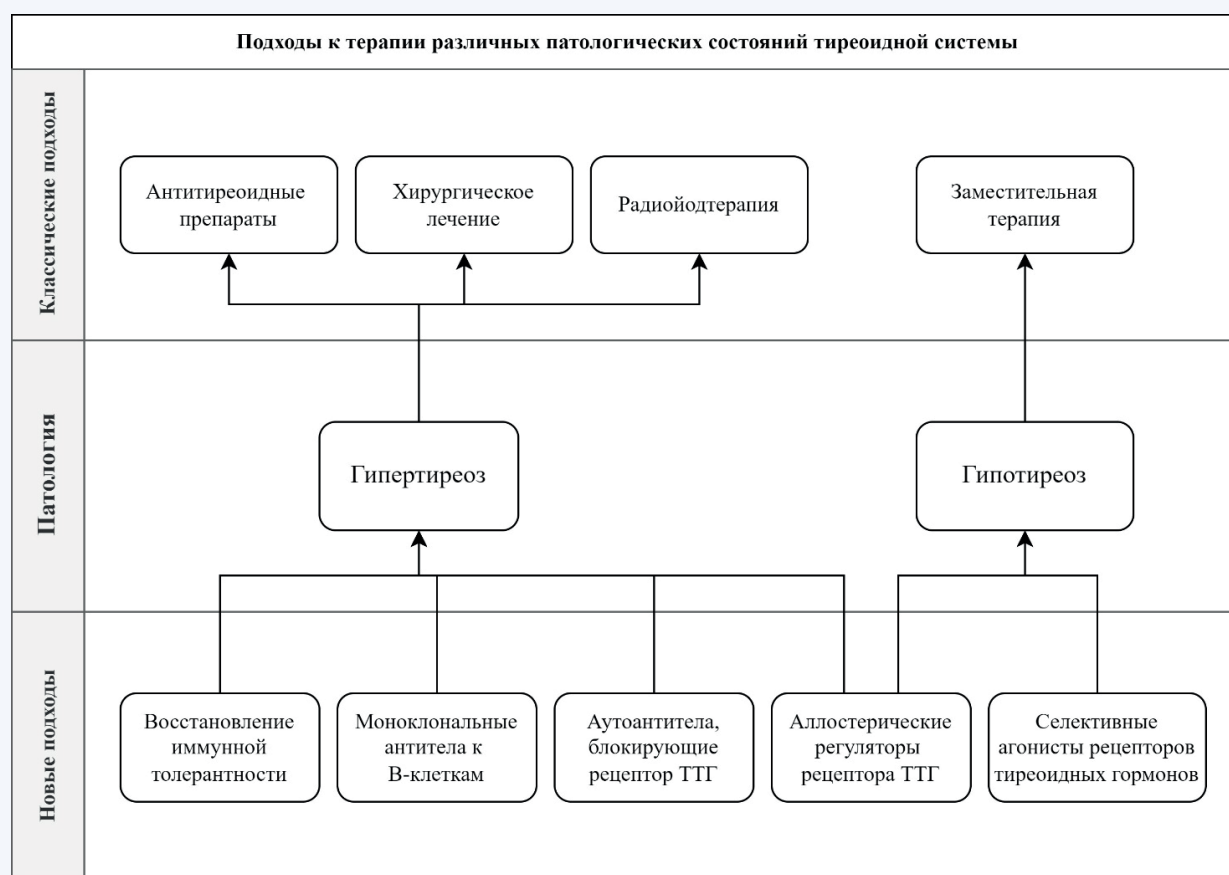 Подходы к терапии различных патологических состояний тиреоидной системы
Классические подходы
Антитиреоидные
препараты
Хирургическое
лечение
Радиойодтерапия
Заместительная
терапия
Патология
Гипертиреоз
Гипотиреоз
Новые подходы
Восстановление
иммунной
толерантности
Моноклональные
антитела к
В-клеткам
Аутоантитела,
блокирующие
рецептор ТТГ
Аллостерические
регуляторы
рецептора ТТГ
Селективные
агонисты рецепторов
тиреоидных гормонов